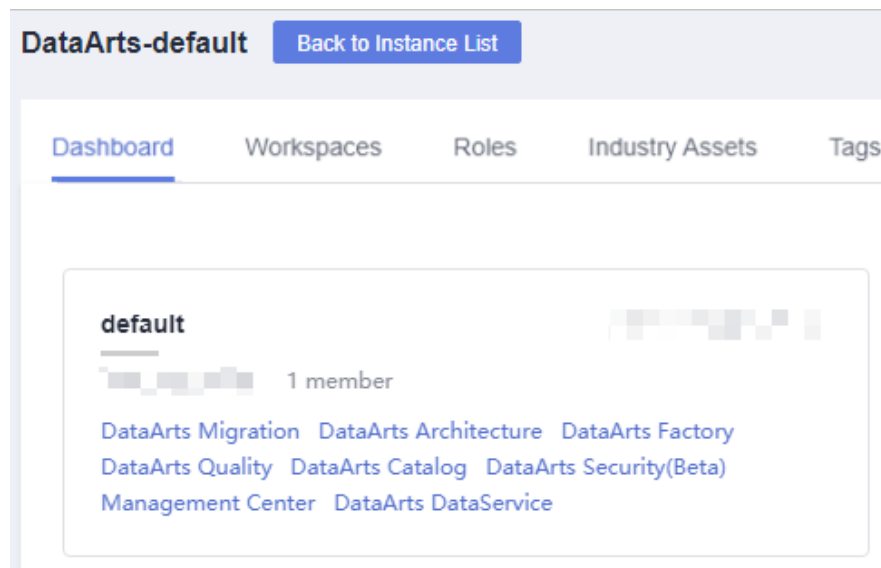 DataArts-default Back to Instance List
Dashboard Workspaces Roles Industry Assets Tags
default
1 member
DataArts Migration DataArts Architecture DataArts Factory
DataArts Quality DataArts Catalog DataArts Security(Beta)
Management Center DataArts DataService